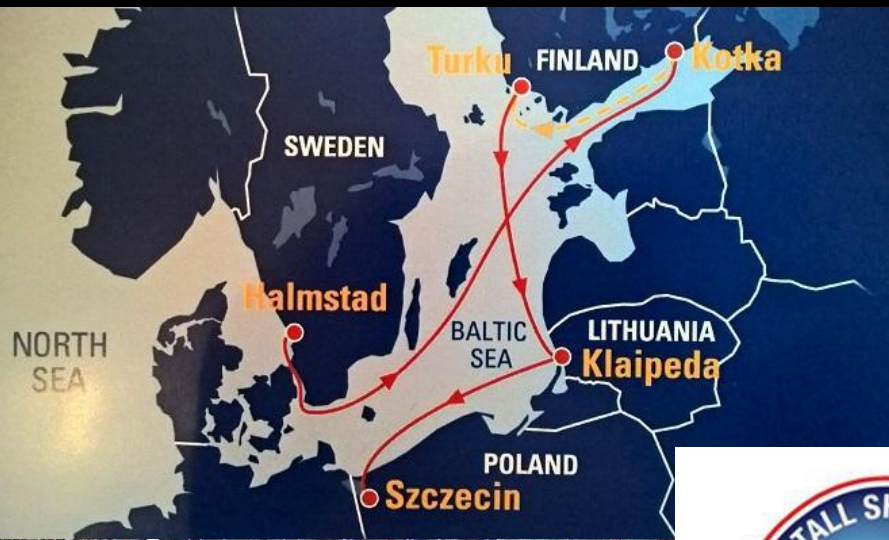 Turku
FINLAND
Kotka
SWEDEN
Halmstad
NORTH
SEA
BALTIC
SEA
LITHUANIA
Klaipeda
POLAND
Szczecin
TALL